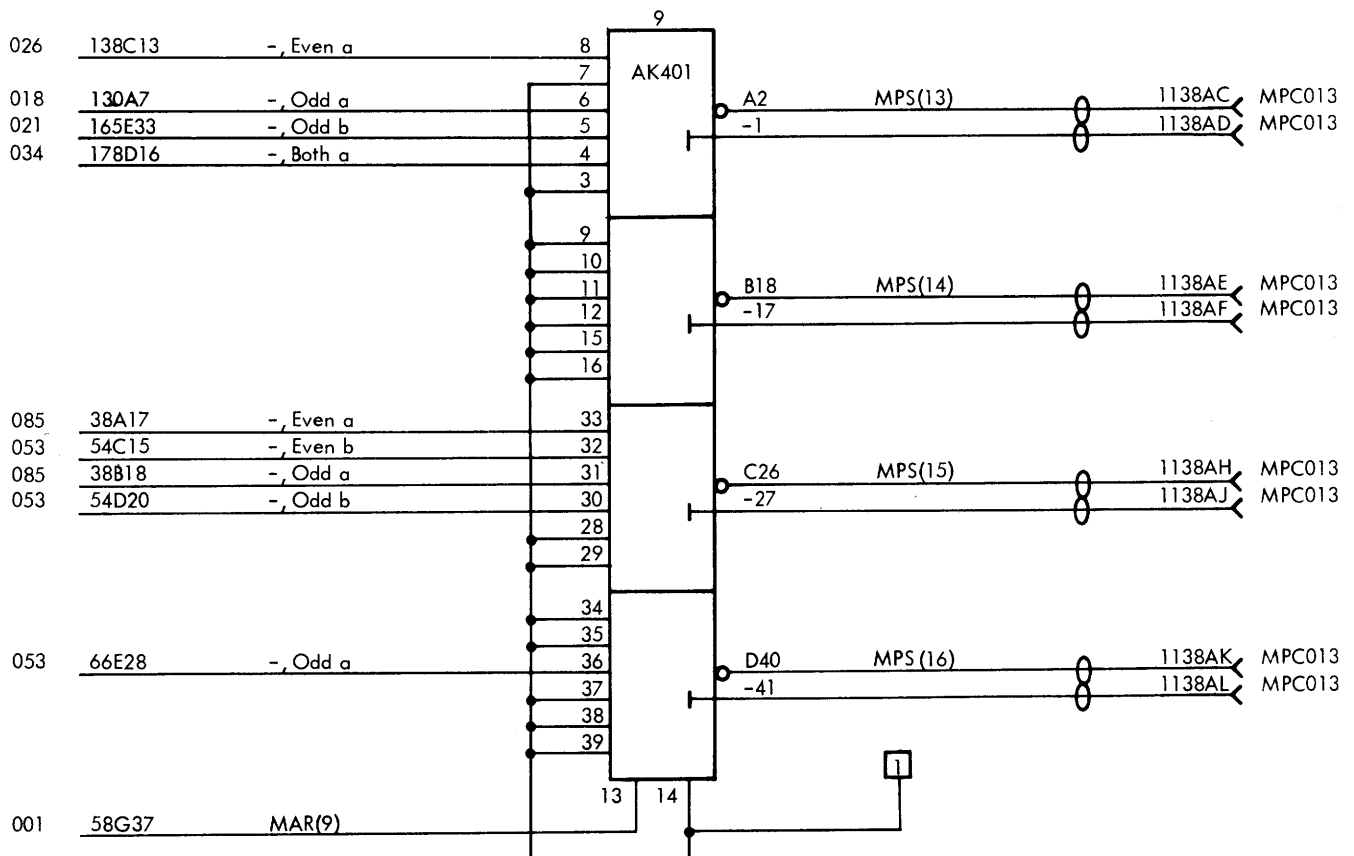 9
026 138C13 -, Even a 8
7 AK401
018 130A7 -, Odd a 6 A2 MPS(13) 1138AC MPC013
021 165E33 -, Odd b 5 -1 1138AD MPC013
034 178D16 -, Both a 4
3
9
10
11 B18 MPS(14) 1138AE MPC013
12 -17 1138AF MPC013
15
16
085 38A17 -, Even a 33
053 54C15 -, Even b 32
085 38B18 -, Odd a 31 C26 MPS(15) 1138AH MPC013
053 54D20 -, Odd b 30 -27 1138AJ MPC013
28
29
34
35
053 66E28 -, Odd a 36 D40 MPS(16) 1138AK MPC013
37 -41 1138AL MPC013
38
39
1
13 14
001 58G37 MAR(9)